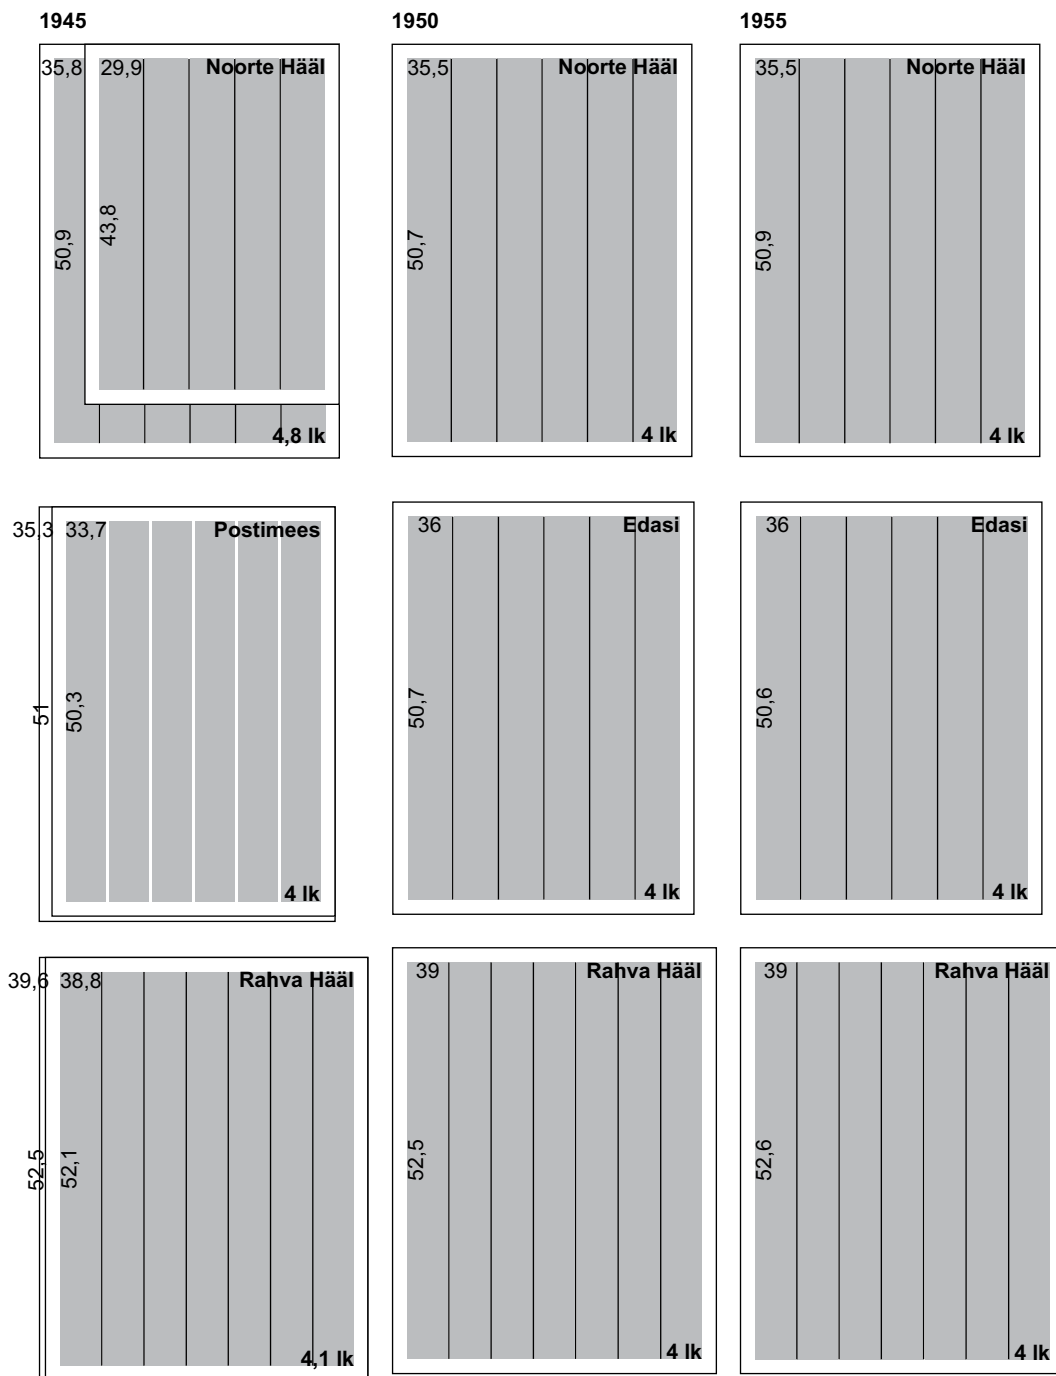 1945 1950 1955
35,8 29,9 Noorte Hääl 35,5 Noorte Hääl 35,5 Noorte Hääl
50,9 43,8 50,7 50,9
4,8 lk 4 lk 4 lk
35,3 33,7 Postimees 36 Edasi 36 Edasi
51 50,3 50,7 50,6
4 lk 4 lk 4 lk
39,6 38,8 Rahva Hääl 39 Rahva Hääl 39 Rahva Hääl
52,5 52,1 52,5 52,6
4,1 lk 4 lk 4 lk